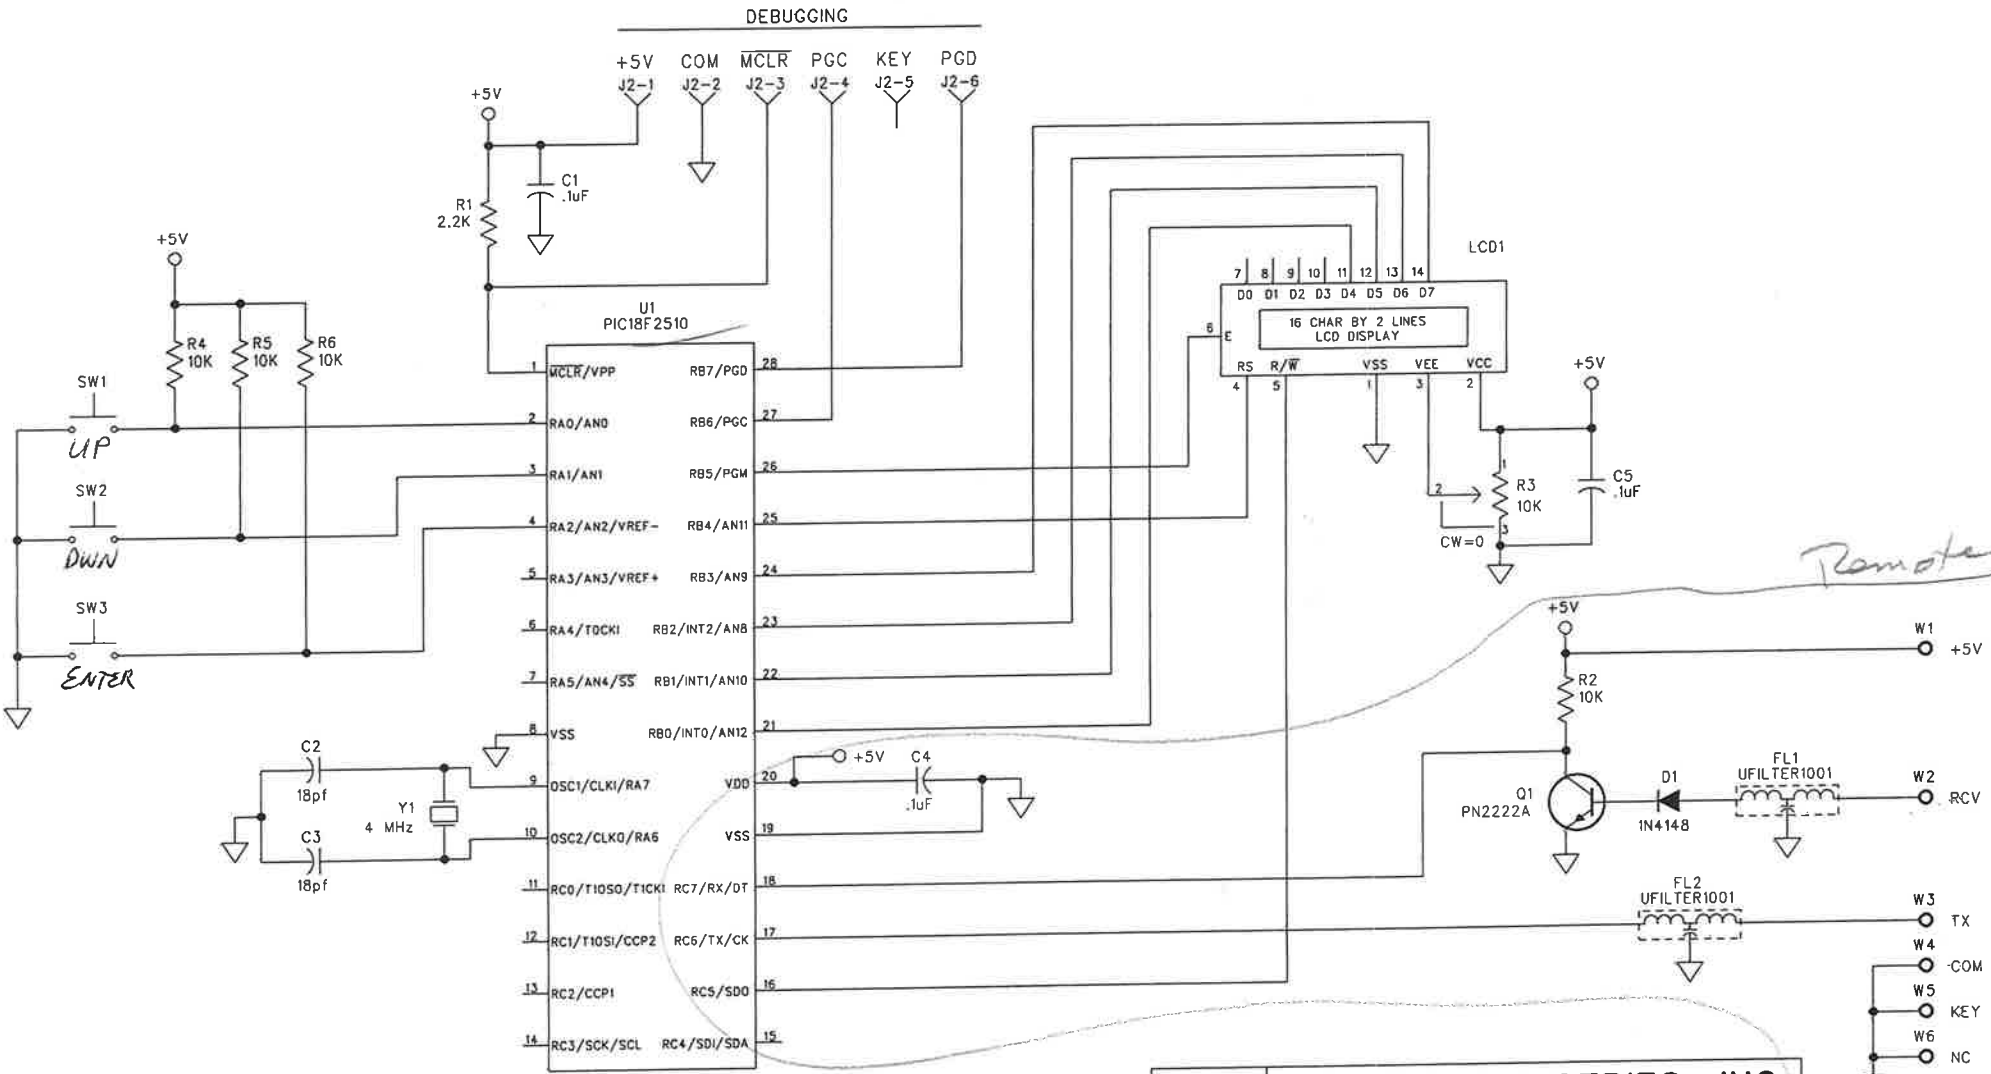 DEBUGGING
+5V COM MCLR PGC KEY PGD
J2-1 J2-2 J2-3 J2-4 J2-5 J2-6
+5V
C1
.1uF
R1
2.2K
+5V
R4
10K
R5
10K
R6
10K
SW1
UP
SW2
DWN
SW3
ENTER
U1
PIC18F2510
1 MCLR/VPP
2 RA0/AN0
3 RA1/AN1
4 RA2/AN2/VREF-
5 RA3/AN3/VREF+
6 RA4/T0CKI
7 RA5/AN4/SS
8 VSS
9 OSC1/CLKI/RA7
10 OSC2/CLKO/RA6
11 RC0/T1OSO/T1CKI
12 RC1/T1OSI/CCP2
13 RC2/CCP1
14 RC3/SCK/SCL
RB7/PGD 28
RB6/PGC 27
RB5/PGM 26
RB4/AN11 25
RB3/AN9 24
RB2/INT2/AN8 23
RB1/INT1/AN10 22
RB0/INT0/AN12 21
VDD 20
VSS 19
RC7/RX/DT 18
RC6/TX/CK 17
RC5/SDO 16
RC4/SDI/SDA 15
C2
18pf
Y1
4 MHz
C3
18pf
+5V
C4
.1uF
LCD1
7 8 9 10 11 12 13 14
D0 D1 D2 D3 D4 D5 D6 D7
16 CHAR BY 2 LINES
LCD DISPLAY
6 E
RS R/W VSS VEE VCC
4 5 1 3 2
+5V
1
R3
10K
2
3
CW=0
C5
.1uF
Remote
+5V
R2
10K
Q1
PN2222A
D1
1N4148
FL1
UFILTER1001
FL2
UFILTER1001
W1
+5V
W2
RCV
W3
TX
W4
COM
W5
KEY
W6
NC